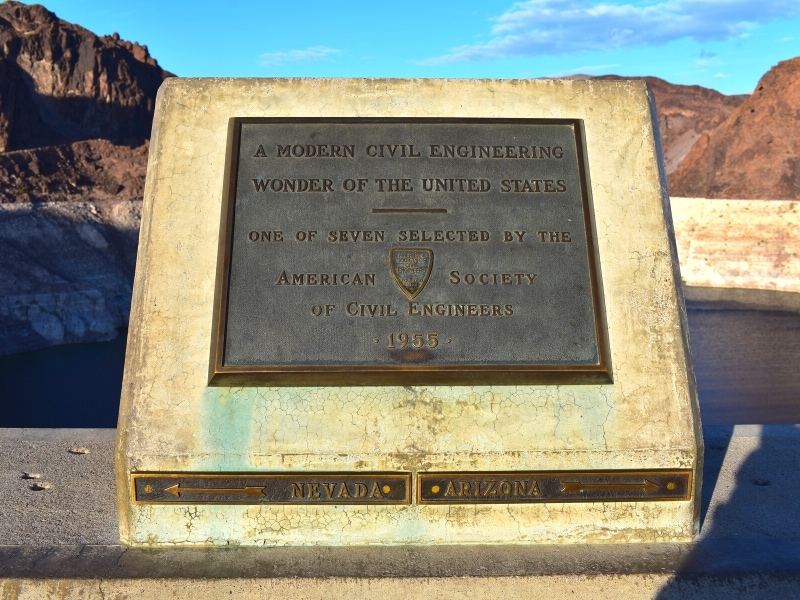 A MODERN CIVIL ENGINEERING
WONDER OF THE UNITED STATES
ONE OF SEVEN SELECTED BY THE
AMERICAN SOCIETY
OF CIVIL ENGINEERS
· 1955 ·
NEVADA
ARIZONA